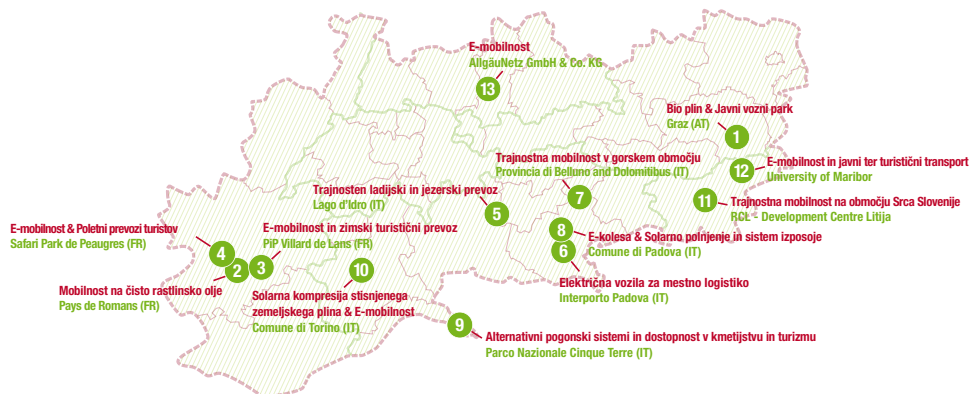 E-mobilnost
AllgäuNetz GmbH & Co. KG
13
Bio plin & Javni vozni park
Graz (AT)
1
E-mobilnost in javni ter turistični transport
University of Maribor
12
Trajnostna mobilnost v gorskem območju
Provincia di Belluno and Dolomitibus (IT)
7
Trajnosten ladijski in jezerski prevoz
Lago d'Idro (IT)
5
11
Trajnostna mobilnost na območju Srca Slovenije
RCL - Development Centre Litija
E-mobilnost & Poletni prevozi turistov
Safari Park de Peaugres (FR)
4
E-mobilnost in zimski turistični prevoz
PiP Villard de Lans (FR)
3
8
E-kolesa & Solarno polnjenje in sistem izposoje
Comune di Padova (IT)
6
Električna vozila za mestno logistiko
Interporto Padova (IT)
2
Mobilnost na čisto rastlinsko olje
Pays de Romans (FR)
10
Solarna kompresija stisnjenega
zemeljskega plina & E-mobilnost
Comune di Torino (IT)
9
Alternativni pogonski sistemi in dostopnost v kmetijstvu in turizmu
Parco Nazionale Cinque Terre (IT)